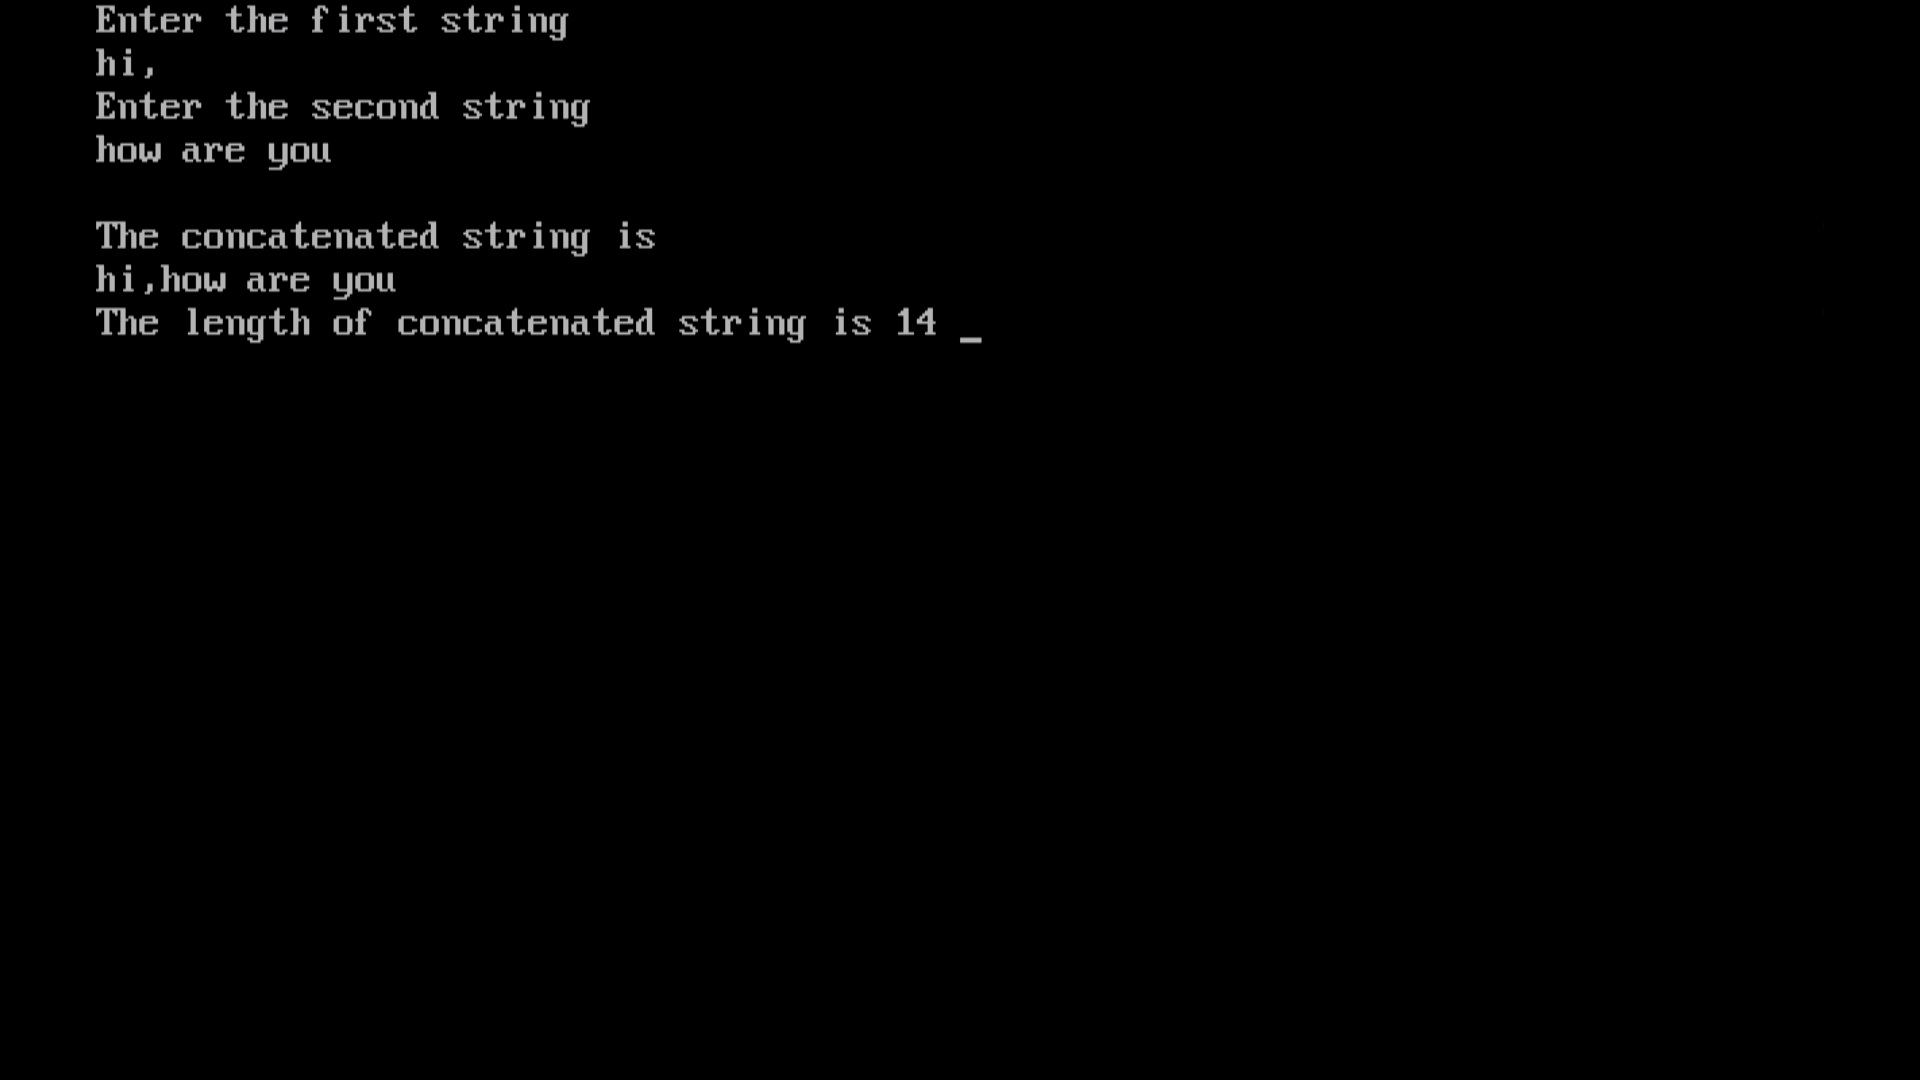 Enter the first string
hi,
Enter the second string
how are you
The concatenated string is
hi,how are you
The length of concatenated string is 14 _